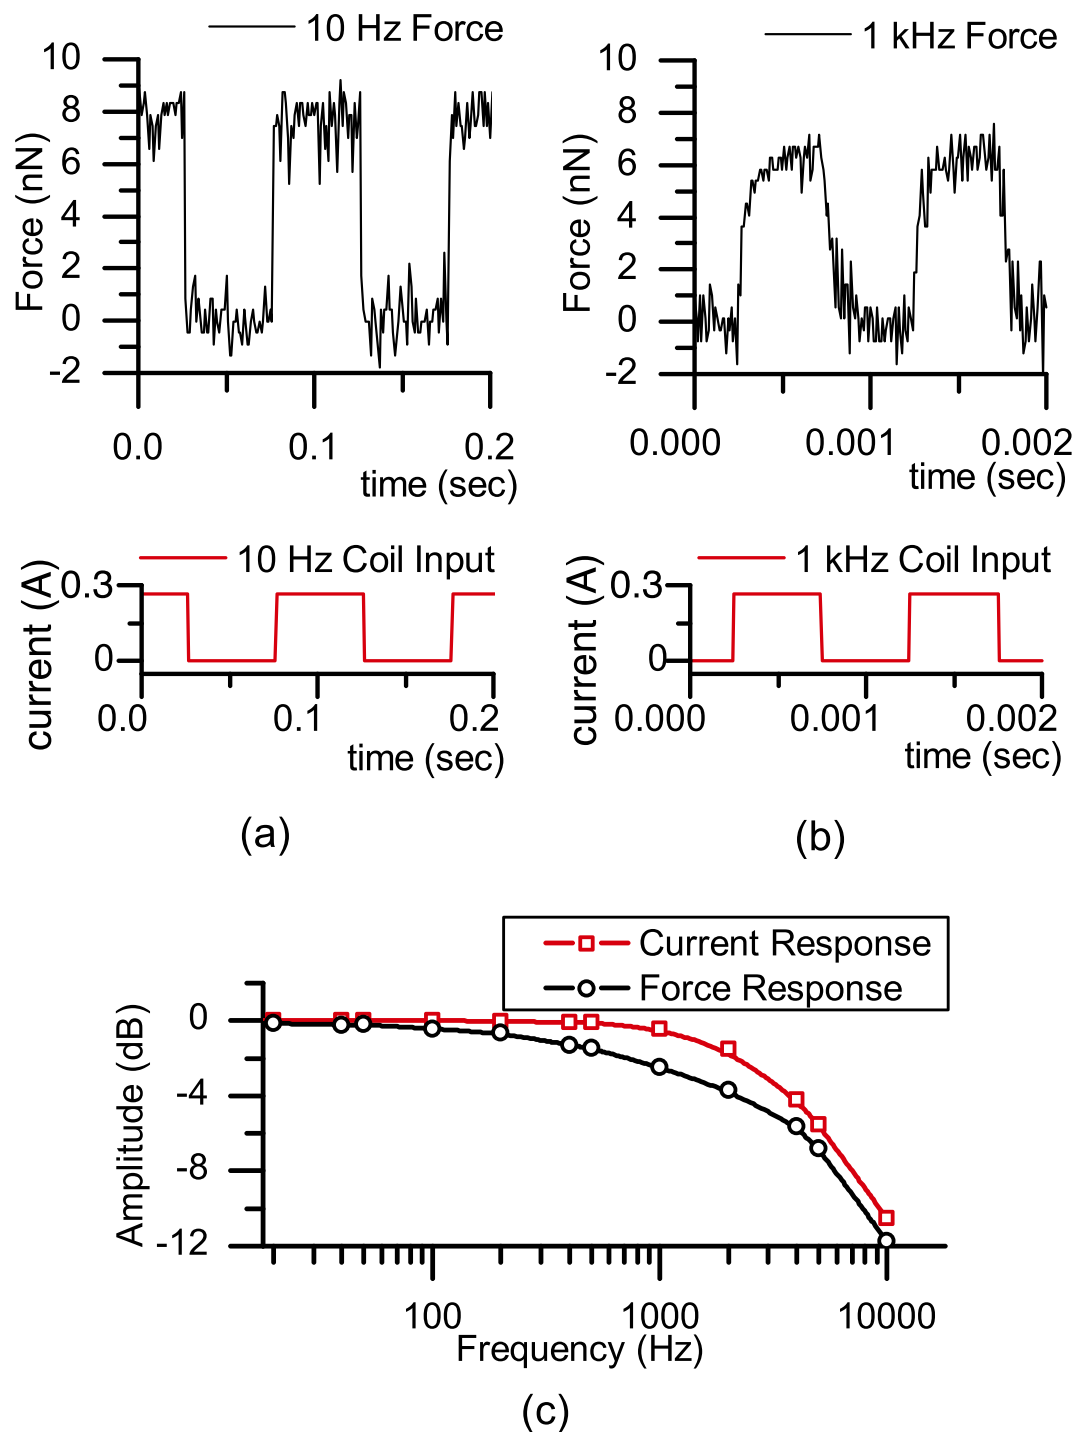 10 Hz Force
10
8
6
4
2
0
-2
Force (nN)
0.0 0.1 0.2
time (sec)
1 kHz Force
10
8
6
4
2
0
-2
Force (nN)
0.000 0.001 0.002
time (sec)
10 Hz Coil Input
0.3
0
current (A)
0.0 0.1 0.2
time (sec)
(a)
1 kHz Coil Input
0.3
0
current (A)
0.000 0.001 0.002
time (sec)
(b)
Current Response
Force Response
0
-4
-8
-12
Amplitude (dB)
100 1000 10000
Frequency (Hz)
(c)